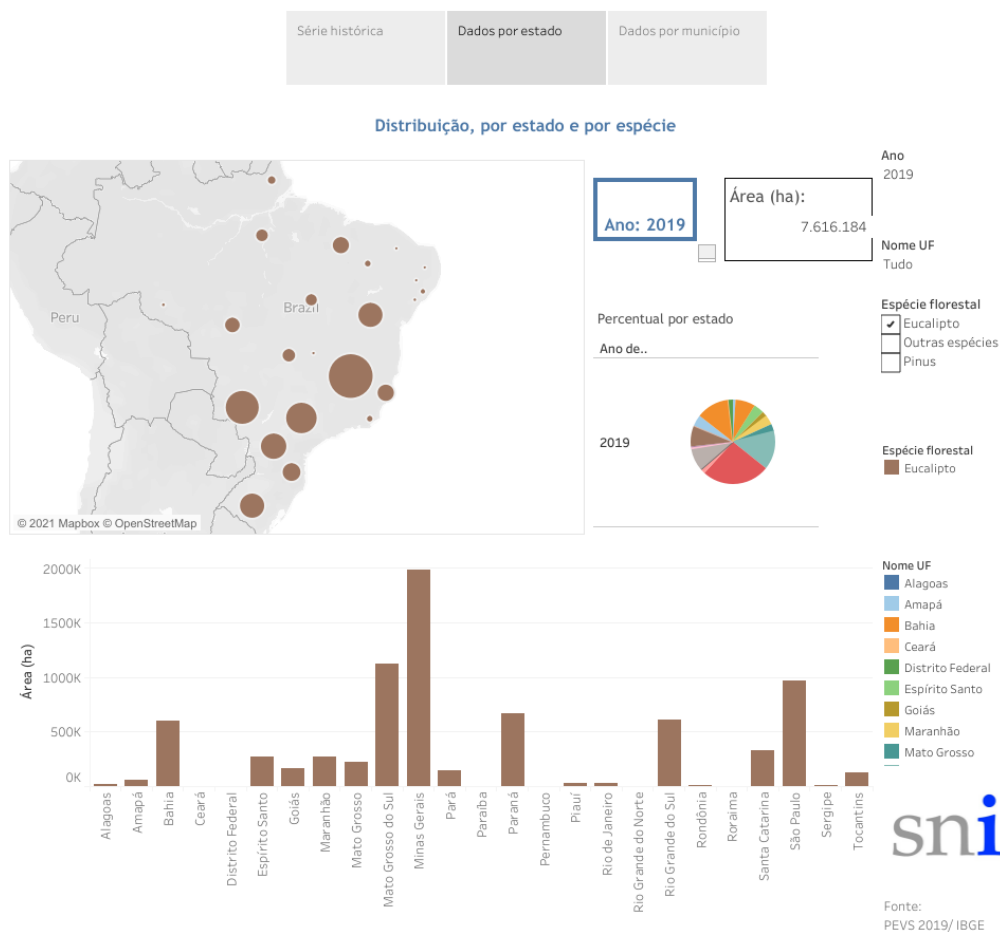 Série histórica
Dados por estado
Dados por município
Distribuição, por estado e por espécie
Peru
Brazil
© 2021 Mapbox © OpenStreetMap
Ano: 2019
Área (ha):
7.616.184
Ano
2019
Nome UF
Tudo
Espécie florestal
Eucalipto
Outras espécies
Pinus
Percentual por estado
Ano de..
2019
Espécie florestal
Eucalipto
Área (ha)
2000K
1500K
1000K
500K
0K
Alagoas
Amapá
Bahia
Ceará
Distrito Federal
Espírito Santo
Goiás
Maranhão
Mato Grosso
Mato Grosso do Sul
Minas Gerais
Pará
Paraíba
Paraná
Pernambuco
Piauí
Rio de Janeiro
Rio Grande do Norte
Rio Grande do Sul
Rondônia
Roraima
Santa Catarina
São Paulo
Sergipe
Tocantins
Nome UF
Alagoas
Amapá
Bahia
Ceará
Distrito Federal
Espírito Santo
Goiás
Maranhão
Mato Grosso
sni
Fonte:
PEVS 2019/ IBGE